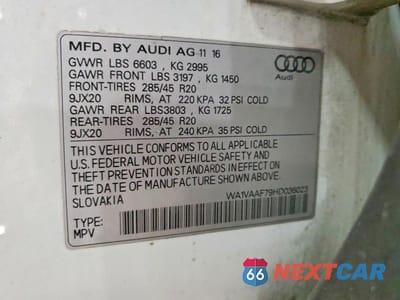 MFD. BY AUDI AG 11 16
GVWR LBS 6603 , KG 2995
GAWR FRONT LBS 3197 , KG 1450
FRONT-TIRES 285/45 R20
9JX20 RIMS, AT 220 KPA 32 PSI COLD
GAWR REAR LBS3803 , KG 1725
REAR-TIRES 285/45 R20
9JX20 RIMS, AT 240 KPA 35 PSI COLD
Audi
THIS VEHICLE CONFORMS TO ALL APPLICABLE
U.S. FEDERAL MOTOR VEHICLE SAFETY AND
THEFT PREVENTION STANDARDS IN EFFECT
ON THE DATE OF MANUFACTURE SHOWN ABOVE.
SLOVAKIA
WA1VAAF79HD036023
TYPE:
MPV
66 NEXTCAR